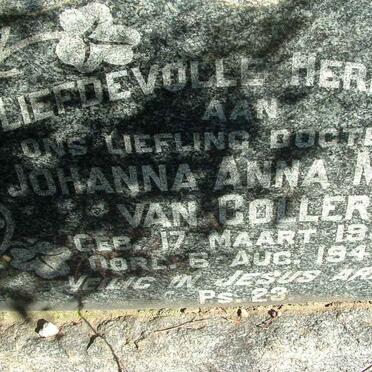 LIEFDEVOLLE HER
AAN
ONS LIEFLING DOGTE
JOHANNA ANNA M
VAN COLLER
GEB. 17 MAART 19
OORL. 6 AUG. 194
VEILIG IN JESUS AR
PS. 23